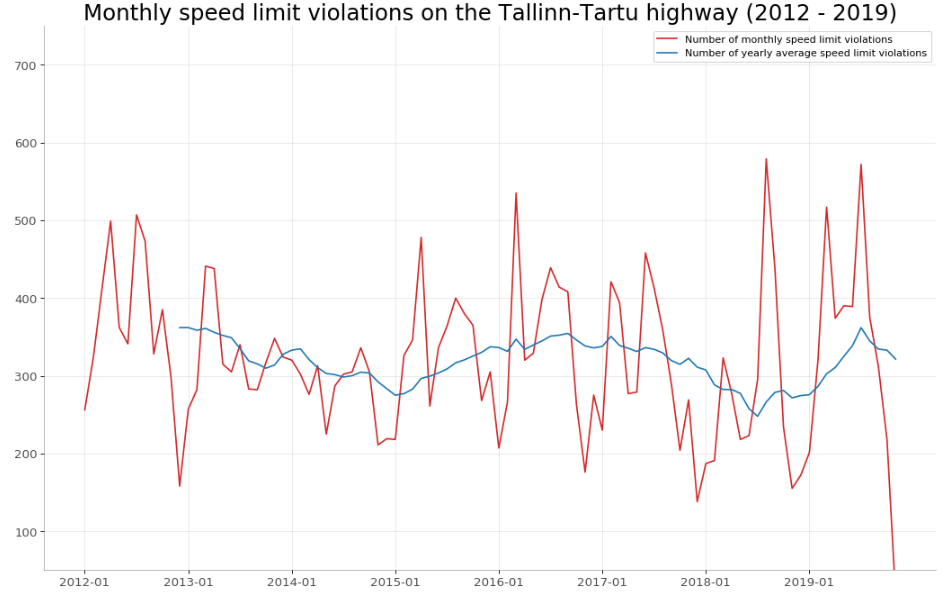 Monthly speed limit violations on the Tallinn-Tartu highway (2012 - 2019)
Number of monthly speed limit violations
Number of yearly average speed limit violations
700
600
500
400
300
200
100
2012-01 2013-01 2014-01 2015-01 2016-01 2017-01 2018-01 2019-01